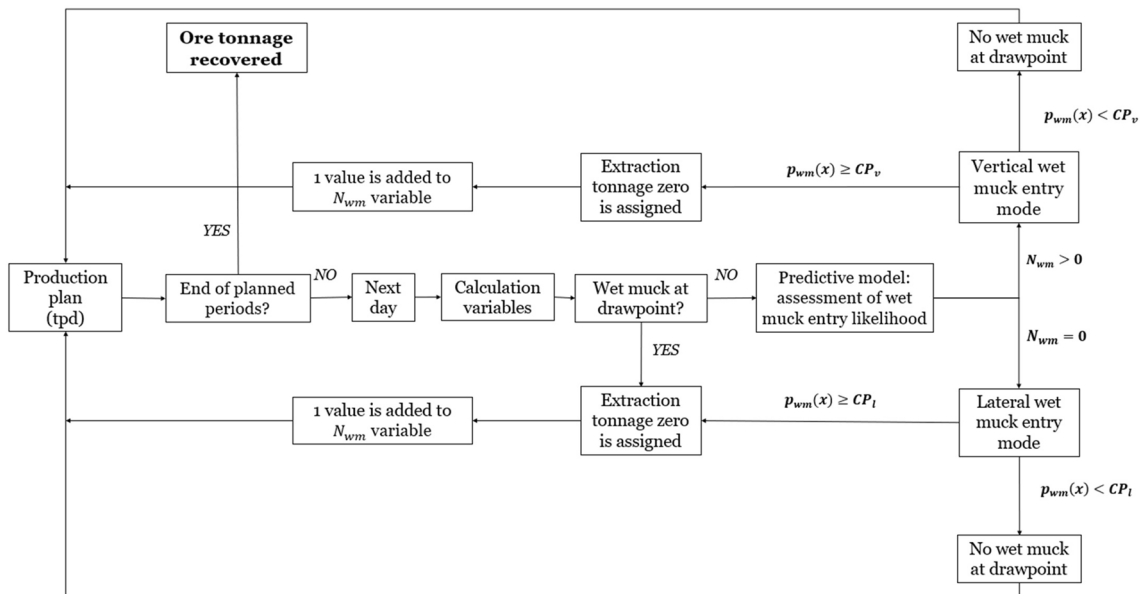 Ore tonnage
recovered
No wet muck
at drawpoint
p_wm(x) < CP_v
1 value is added to
N_wm variable
Extraction
tonnage zero
is assigned
p_wm(x) ≥ CP_v
Vertical wet
muck entry
mode
YES
N_wm > 0
Production
plan
(tpd)
End of planned
periods?
NO
Next
day
Calculation
variables
Wet muck at
drawpoint?
NO
Predictive model:
assessment of wet
muck entry likelihood
N_wm = 0
YES
1 value is added to
N_wm variable
Extraction
tonnage zero
is assigned
p_wm(x) ≥ CP_l
Lateral wet
muck entry
mode
p_wm(x) < CP_l
No wet muck
at drawpoint